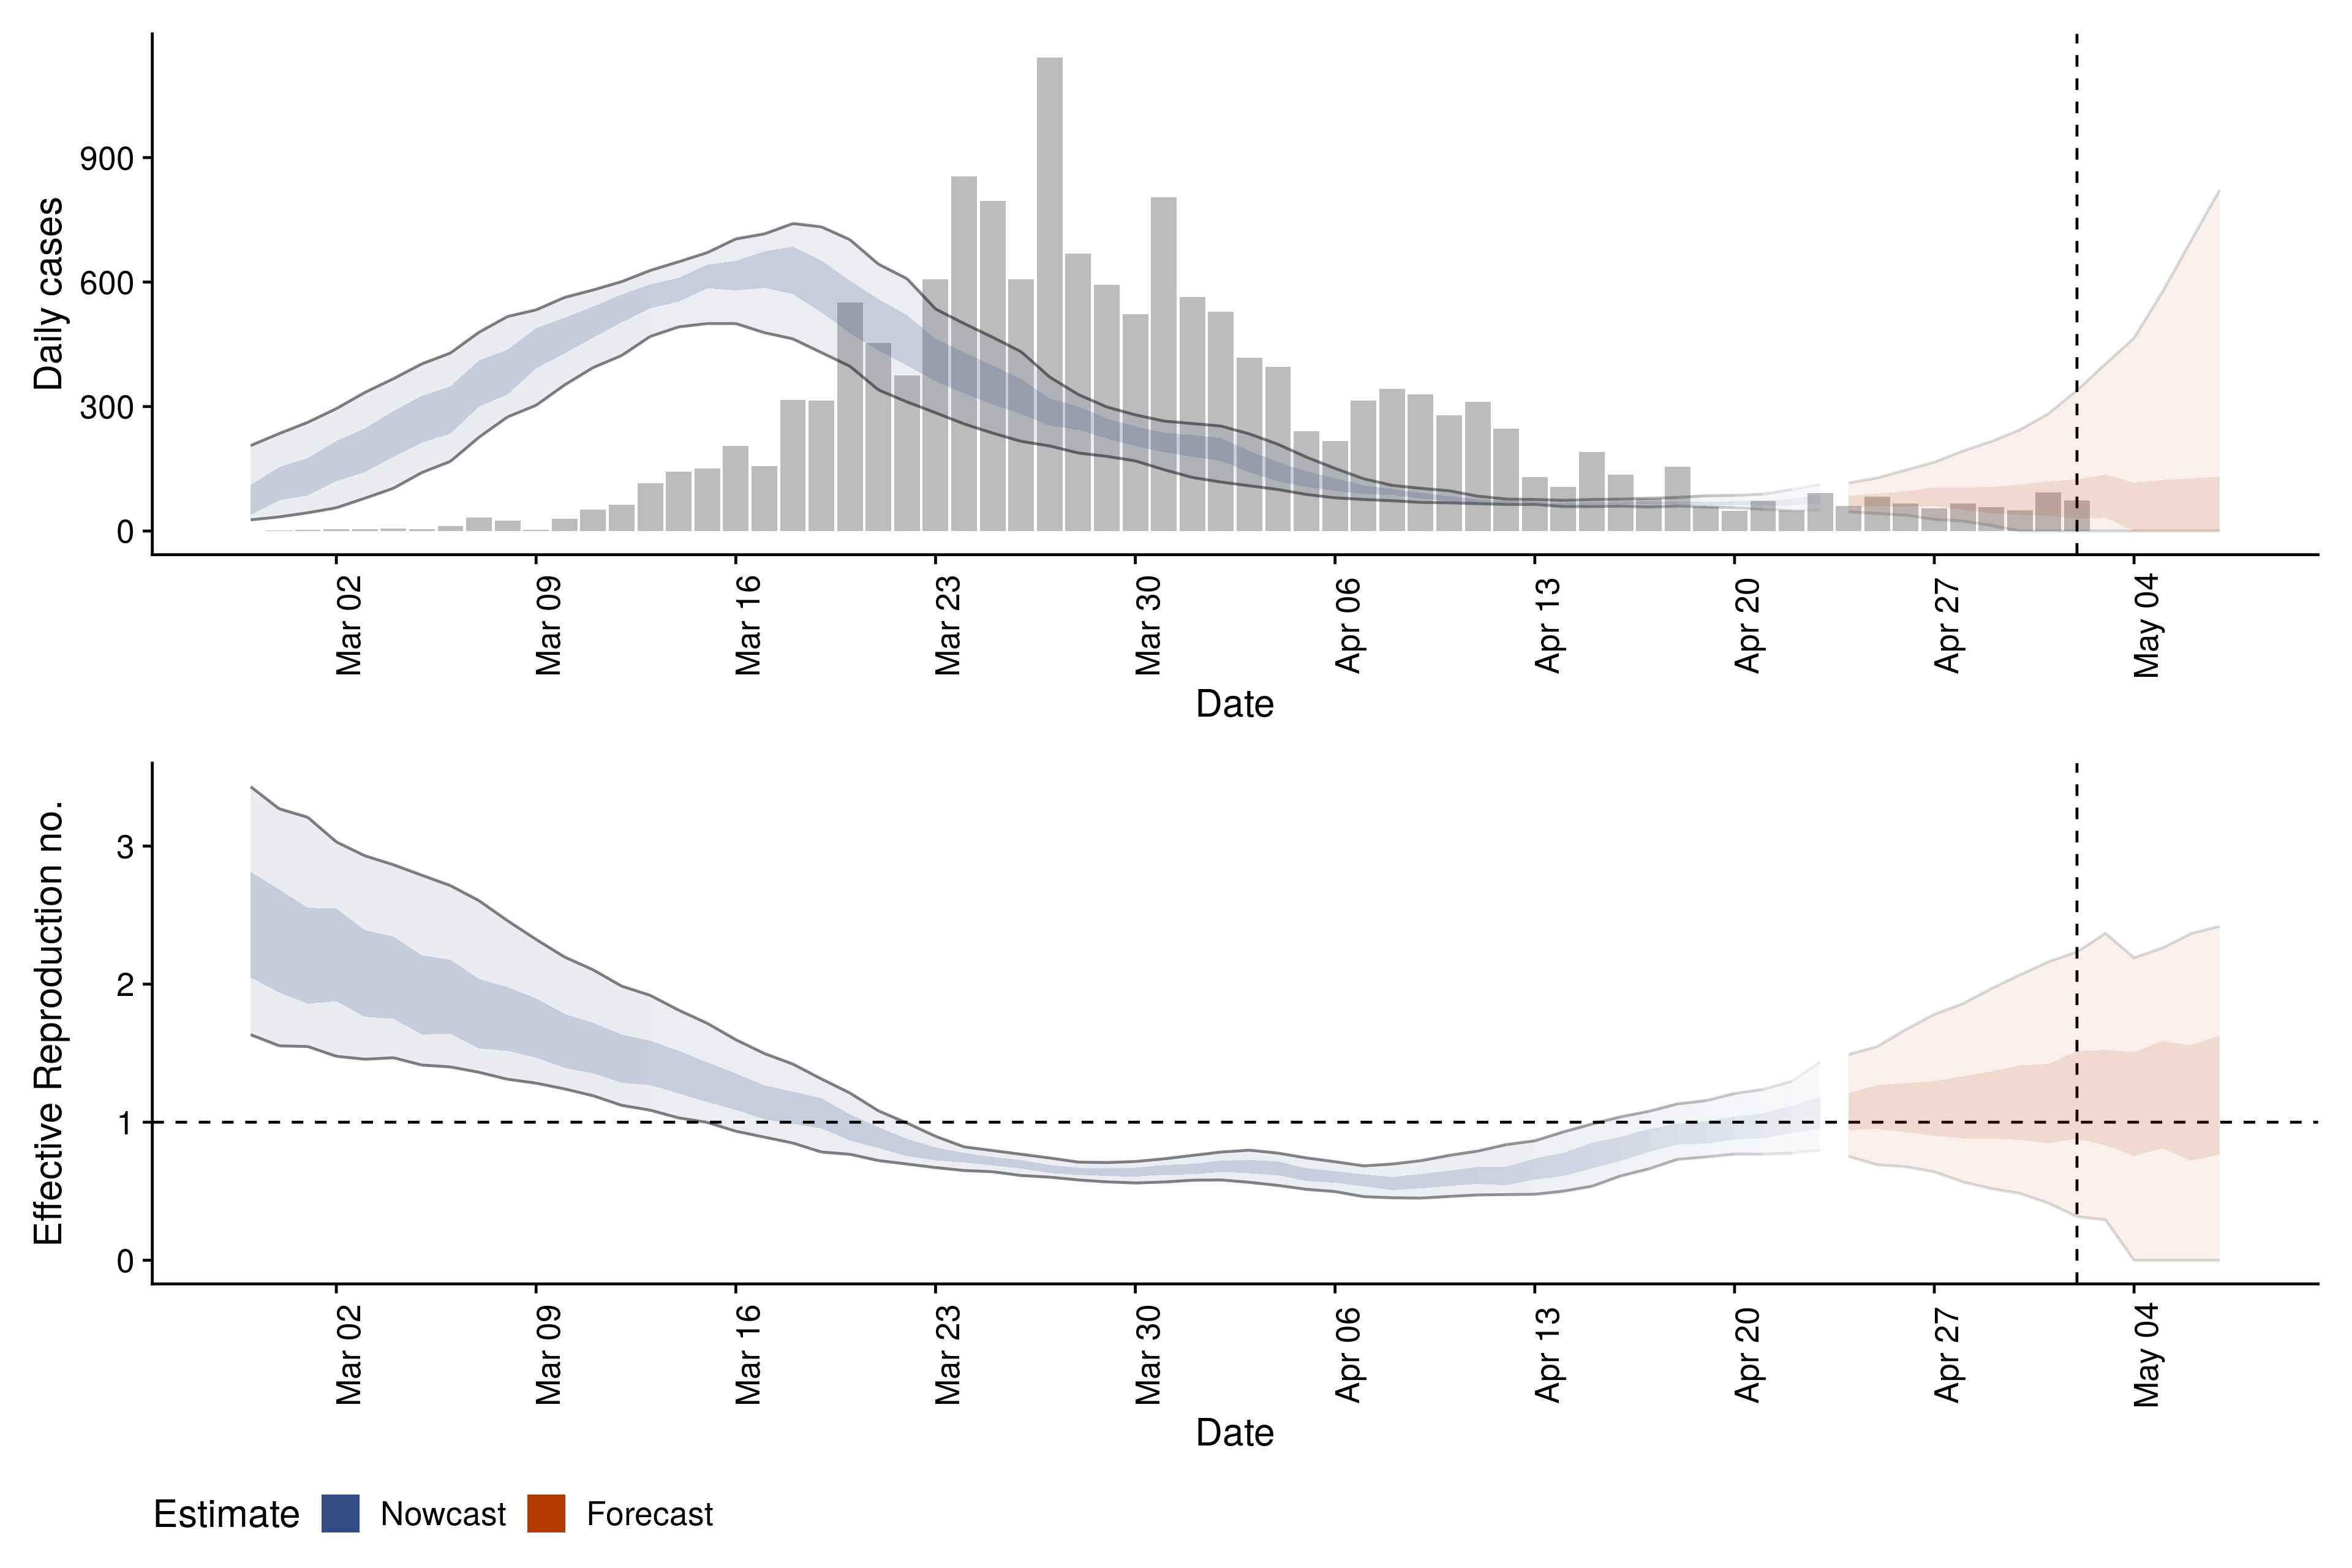 Daily cases
900
600
300
0
Mar 02
Mar 09
Mar 16
Mar 23
Mar 30
Apr 06
Apr 13
Apr 20
Apr 27
May 04
Date
Effective Reproduction no.
3
2
1
0
Mar 02
Mar 09
Mar 16
Mar 23
Mar 30
Apr 06
Apr 13
Apr 20
Apr 27
May 04
Date
Estimate Nowcast Forecast